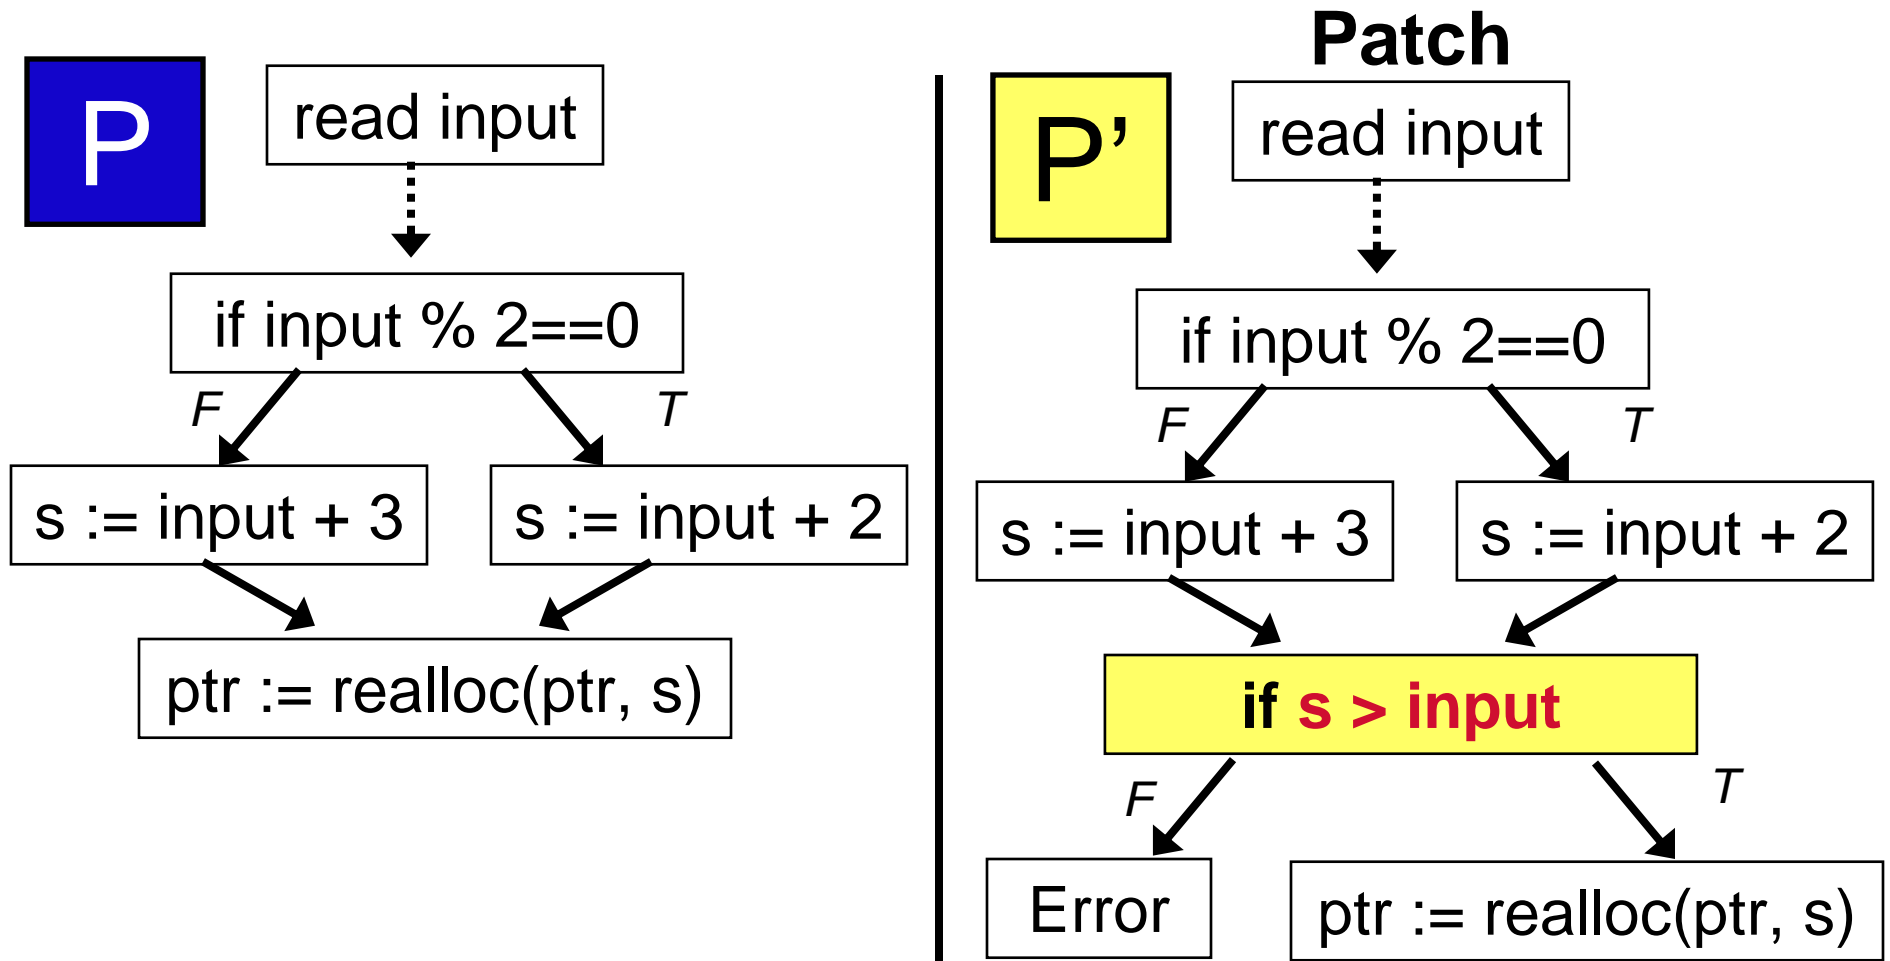 P
read input
if input % 2==0
F
T
s := input + 3
s := input + 2
ptr := realloc(ptr, s)
Patch
P’
read input
if input % 2==0
F
T
s := input + 3
s := input + 2
if s > input
F
T
Error
ptr := realloc(ptr, s)